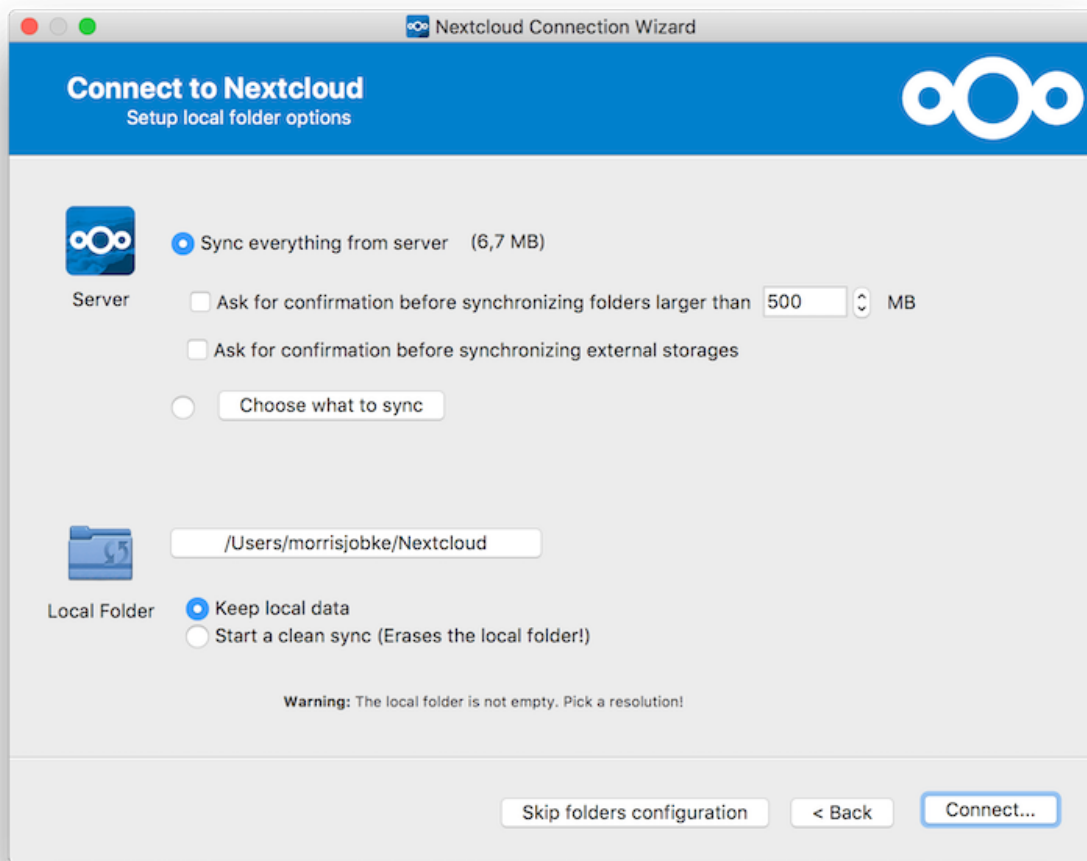 Nextcloud Connection Wizard
Connect to Nextcloud
Setup local folder options
Sync everything from server (6,7 MB)
Server
Ask for confirmation before synchronizing folders larger than 500 MB
Ask for confirmation before synchronizing external storages
Choose what to sync
/Users/morrisjobke/Nextcloud
Local Folder
Keep local data
Start a clean sync (Erases the local folder!)
Warning: The local folder is not empty. Pick a resolution!
Skip folders configuration < Back Connect...